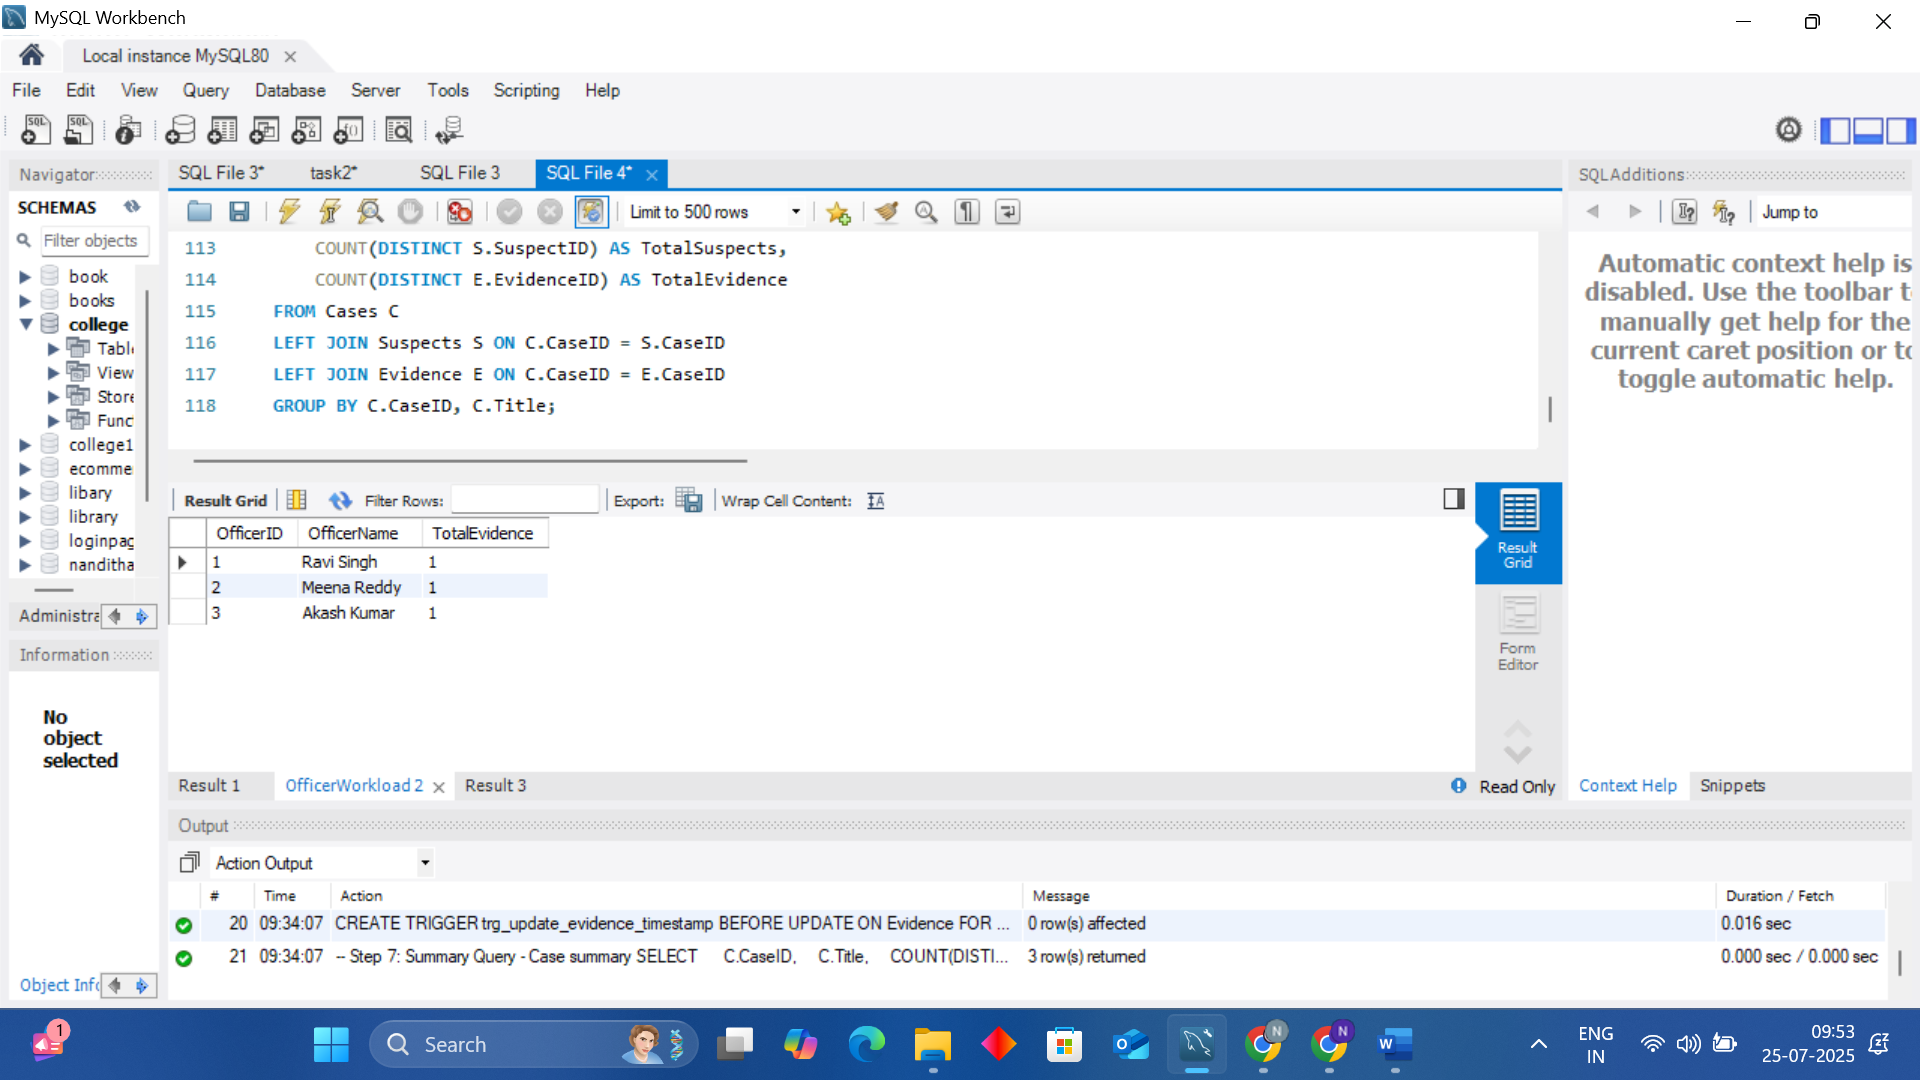 MySQL Workbench
Local instance MySQL80
File Edit View Query Database Server Tools Scripting Help
Navigator
SCHEMAS
Filter objects
book
books
college
Tabl
View
Store
Func
college1
ecomme
libary
library
loginpag
nanditha
Administra
Information
No
object
selected
Object Info
SQL File 3* task2* SQL File 3 SQL File 4*
Limit to 500 rows
113 COUNT(DISTINCT S.SuspectID) AS TotalSuspects,
114 COUNT(DISTINCT E.EvidenceID) AS TotalEvidence
115 FROM Cases C
116 LEFT JOIN Suspects S ON C.CaseID = S.CaseID
117 LEFT JOIN Evidence E ON C.CaseID = E.CaseID
118 GROUP BY C.CaseID, C.Title;
Result Grid Filter Rows: Export: Wrap Cell Content:
OfficerID OfficerName TotalEvidence
1 Ravi Singh 1
2 Meena Reddy 1
3 Akash Kumar 1
Result
Grid
Form
Editor
Result 1 OfficerWorkload 2 Result 3 Read Only
SQLAdditions
Jump to
Automatic context help is
disabled. Use the toolbar t
manually get help for the
current caret position or to
toggle automatic help.
Context Help Snippets
Output
Action Output
# Time Action Message Duration / Fetch
20 09:34:07 CREATE TRIGGER trg_update_evidence_timestamp BEFORE UPDATE ON Evidence FOR ... 0 row(s) affected 0.016 sec
21 09:34:07 -- Step 7: Summary Query - Case summary SELECT C.CaseID, C.Title, COUNT(DISTI... 3 row(s) returned 0.000 sec / 0.000 sec
1
Search
N
N
ENG
IN
09:53
25-07-2025